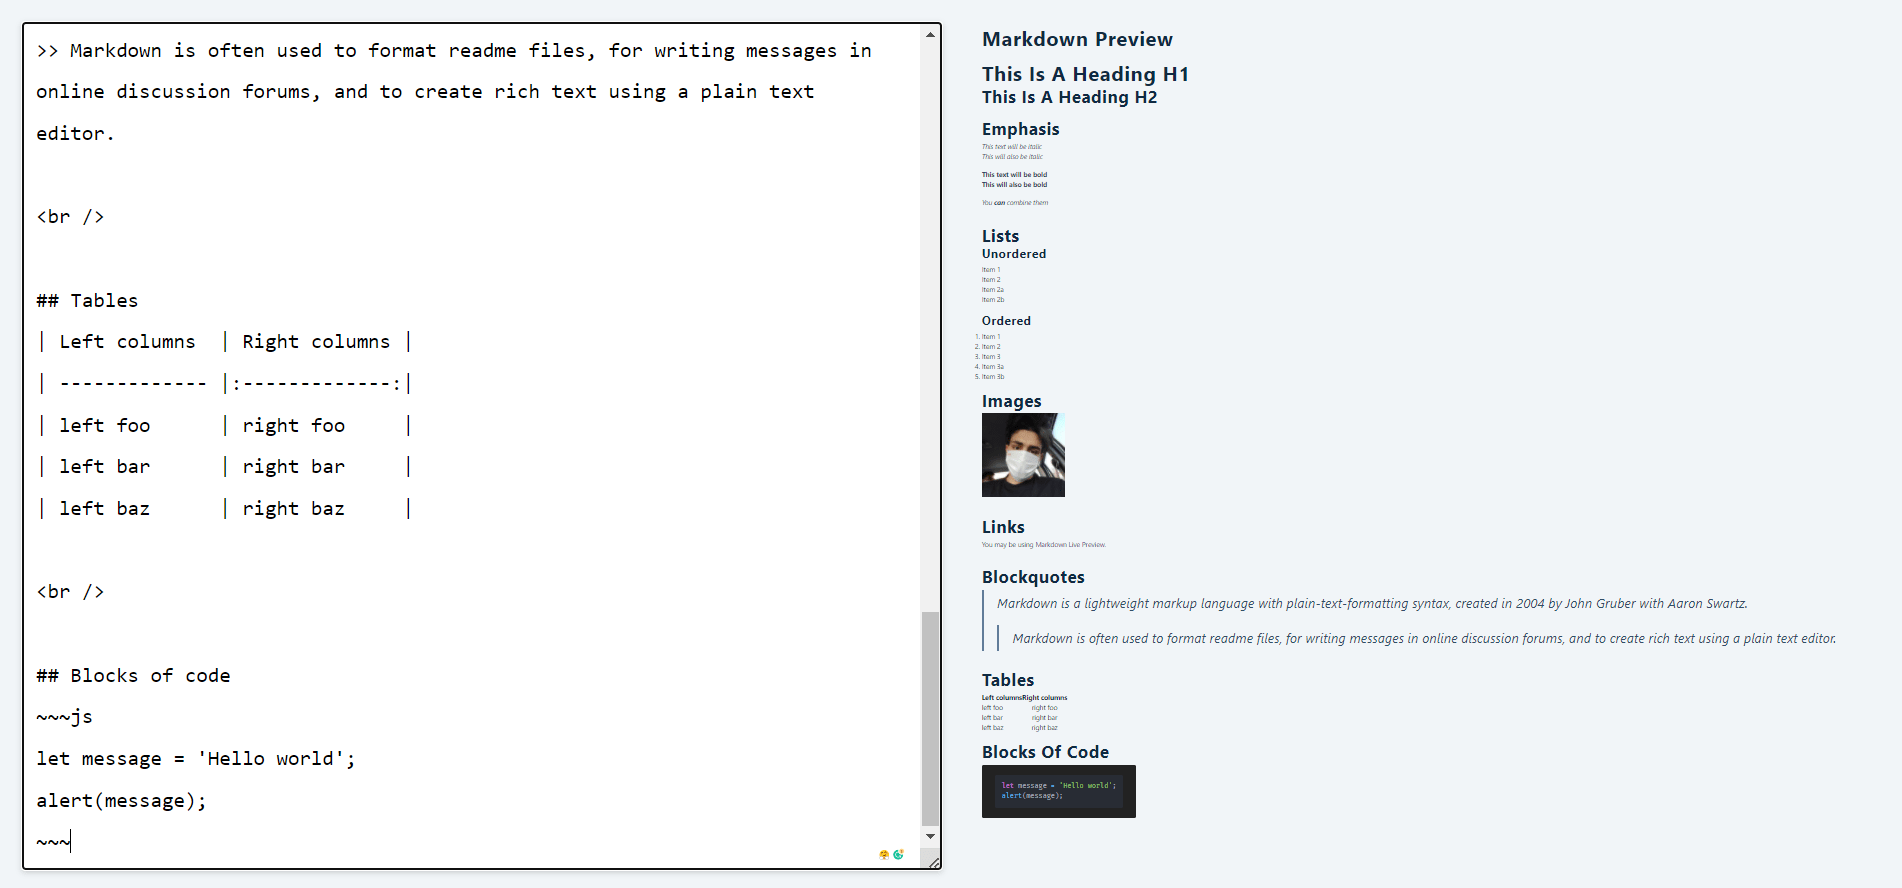 >> Markdown is often used to format readme files, for writing messages in
online discussion forums, and to create rich text using a plain text
editor.
<br />
## Tables
| Left columns  | Right columns |
| ------------- |:-------------:|
| left foo      | right foo     |
| left bar      | right bar     |
| left baz      | right baz     |
<br />
## Blocks of code
~~~js
let message = 'Hello world';
alert(message);
~~~
Markdown Preview
This Is A Heading H1
This Is A Heading H2
Emphasis
This text will be italic
This will also be italic
This text will be bold
This will also be bold
You can combine them
Lists
Unordered
Item 1
Item 2
Item 2a
Item 2b
Ordered
1. Item 1
2. Item 2
3. Item 3
4. Item 3a
5. Item 3b
Images
Links
You may be using Markdown Live Preview.
Blockquotes
Markdown is a lightweight markup language with plain-text-formatting syntax, created in 2004 by John Gruber with Aaron Swartz.
Markdown is often used to format readme files, for writing messages in online discussion forums, and to create rich text using a plain text editor.
Tables
Left columnsRight columns
left foo right foo
left bar right bar
left baz right baz
Blocks Of Code
let message = 'Hello world';
alert(message);